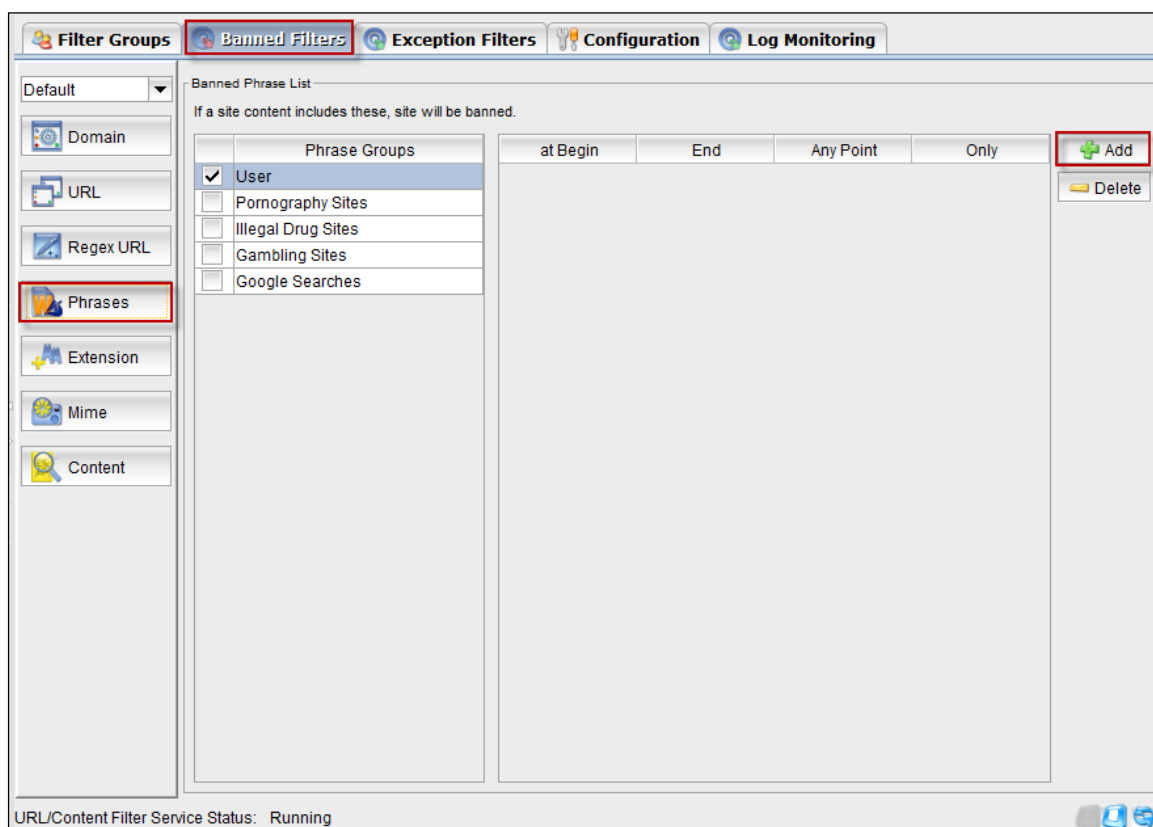 Filter Groups Banned Filters Exception Filters Configuration Log Monitoring
Default
Banned Phrase List
If a site content includes these, site will be banned.
Domain
URL
Regex URL
Phrases
Extension
Mime
Content
Phrase Groups
User
Pornography Sites
Illegal Drug Sites
Gambling Sites
Google Searches
at Begin End Any Point Only
Add
Delete
URL/Content Filter Service Status: Running